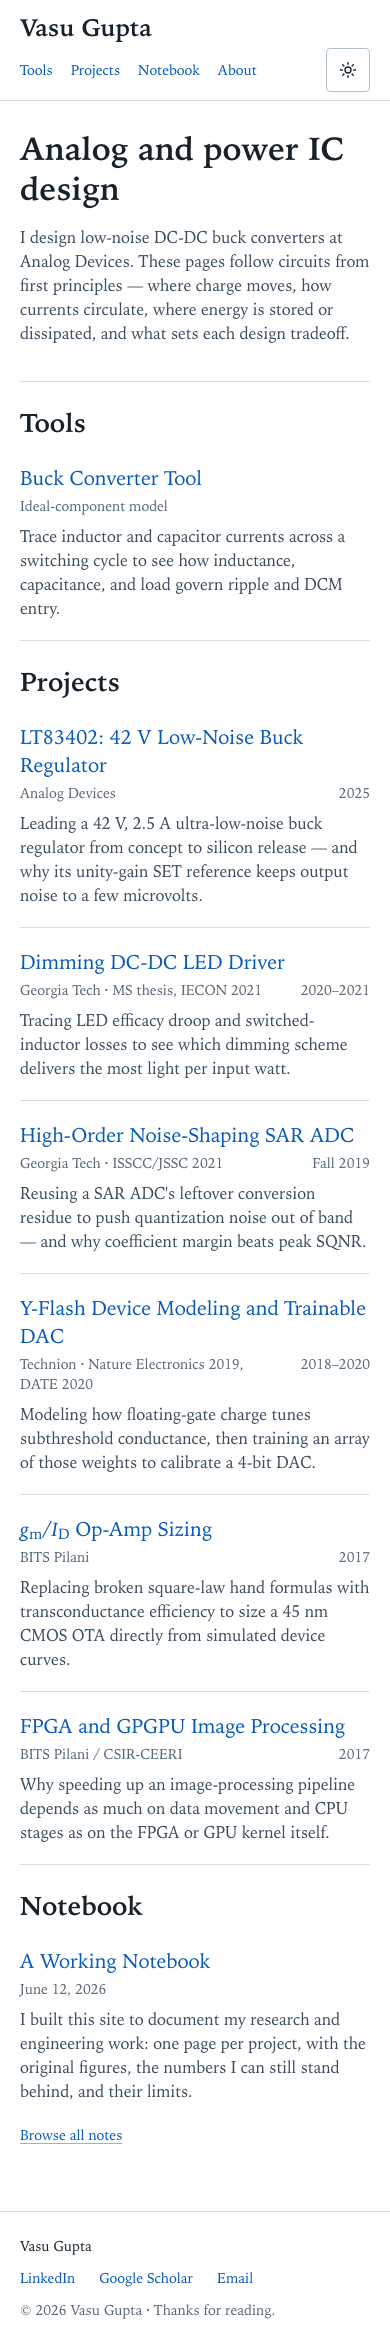 Vasu Gupta
Tools Projects Notebook About
Analog and power IC
design
I design low-noise DC-DC buck converters at
Analog Devices. These pages follow circuits from
first principles — where charge moves, how
currents circulate, where energy is stored or
dissipated, and what sets each design tradeoff.
Tools
Buck Converter Tool
Ideal-component model
Trace inductor and capacitor currents across a
switching cycle to see how inductance,
capacitance, and load govern ripple and DCM
entry.
Projects
LT83402: 42 V Low-Noise Buck
Regulator
Analog Devices 2025
Leading a 42 V, 2.5 A ultra-low-noise buck
regulator from concept to silicon release — and
why its unity-gain SET reference keeps output
noise to a few microvolts.
Dimming DC-DC LED Driver
Georgia Tech · MS thesis, IECON 2021 2020–2021
Tracing LED efficacy droop and switched-
inductor losses to see which dimming scheme
delivers the most light per input watt.
High-Order Noise-Shaping SAR ADC
Georgia Tech · ISSCC/JSSC 2021 Fall 2019
Reusing a SAR ADC's leftover conversion
residue to push quantization noise out of band
— and why coefficient margin beats peak SQNR.
Y-Flash Device Modeling and Trainable
DAC
Technion · Nature Electronics 2019, 2018–2020
DATE 2020
Modeling how floating-gate charge tunes
subthreshold conductance, then training an array
of those weights to calibrate a 4-bit DAC.
gm/ID Op-Amp Sizing
BITS Pilani 2017
Replacing broken square-law hand formulas with
transconductance efficiency to size a 45 nm
CMOS OTA directly from simulated device
curves.
FPGA and GPGPU Image Processing
BITS Pilani / CSIR-CEERI 2017
Why speeding up an image-processing pipeline
depends as much on data movement and CPU
stages as on the FPGA or GPU kernel itself.
Notebook
A Working Notebook
June 12, 2026
I built this site to document my research and
engineering work: one page per project, with the
original figures, the numbers I can still stand
behind, and their limits.
Browse all notes
Vasu Gupta
LinkedIn Google Scholar Email
© 2026 Vasu Gupta · Thanks for reading.